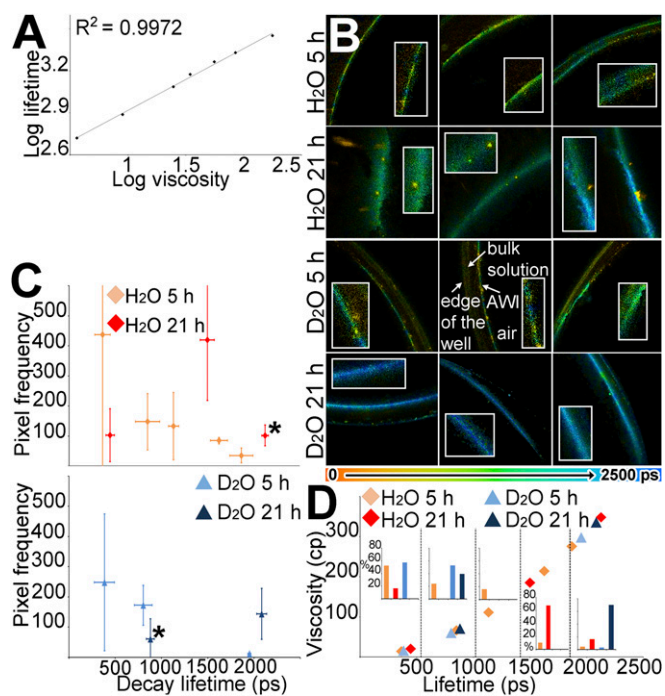 A
R² = 0.9972
Log lifetime
3.2
2.9
2.6
0.5
1
1.5
2
2.5
Log viscosity
B
H2O 5 h
H2O 21 h
D2O 5 h
D2O 21 h
bulk
solution
edge
of the
well
AWI
air
0
2500 ps
C
H2O 5 h
H2O 21 h
Pixel frequency
500
400
300
200
100
*
D2O 5 h
D2O 21 h
Pixel frequency
500
400
300
200
100
*
500
1000
1500
2000
Decay lifetime (ps)
D
H2O 5 h
D2O 5 h
H2O 21 h
D2O 21 h
Viscosity (cp)
300
200
100
80
60
%
40
20
80
60
40
20
500
1000
1500
2000
2500
Lifetime (ps)